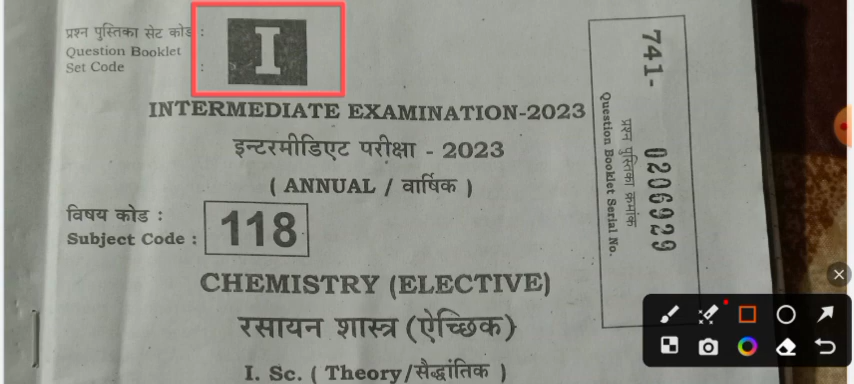 प्रश्न पुस्तिका सेट कोड :
Question Booklet
Set Code :
I
INTERMEDIATE EXAMINATION-2023
इन्टरमीडिएट परीक्षा - 2023
( ANNUAL / वार्षिक )
विषय कोड :
Subject Code :
118
CHEMISTRY (ELECTIVE)
रसायन शास्त्र (ऐच्छिक)
I. Sc. ( Theory/सैद्धांतिक )
741- 0206929
प्रश्न पुस्तिका क्रमांक
Question Booklet Serial No.